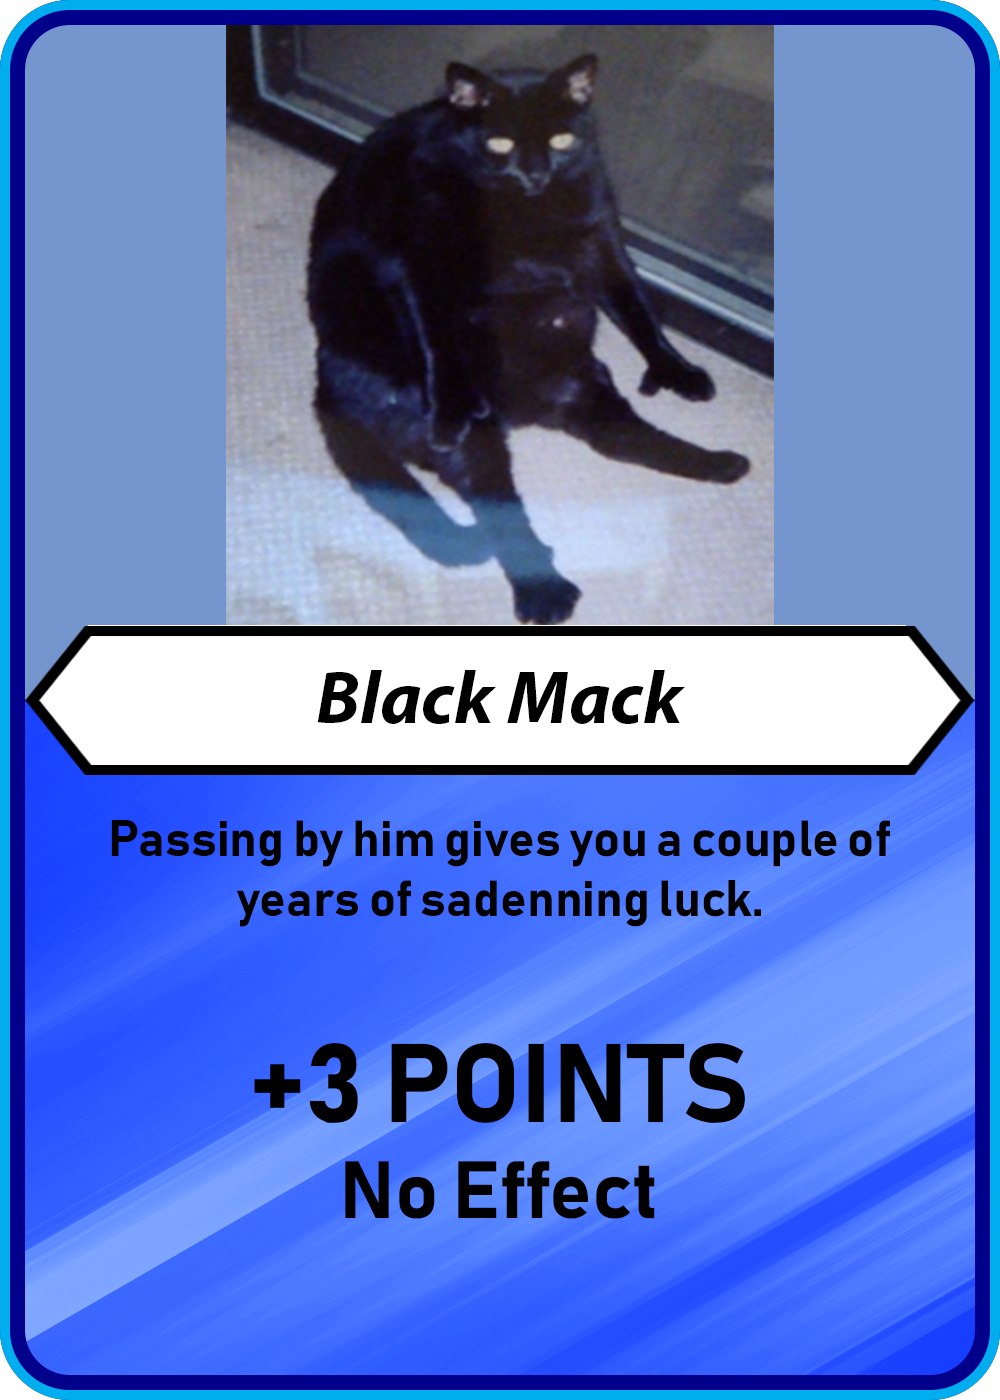 Black Mack
Passing by him gives you a couple of
years of sadenning luck.
+3 POINTS
No Effect